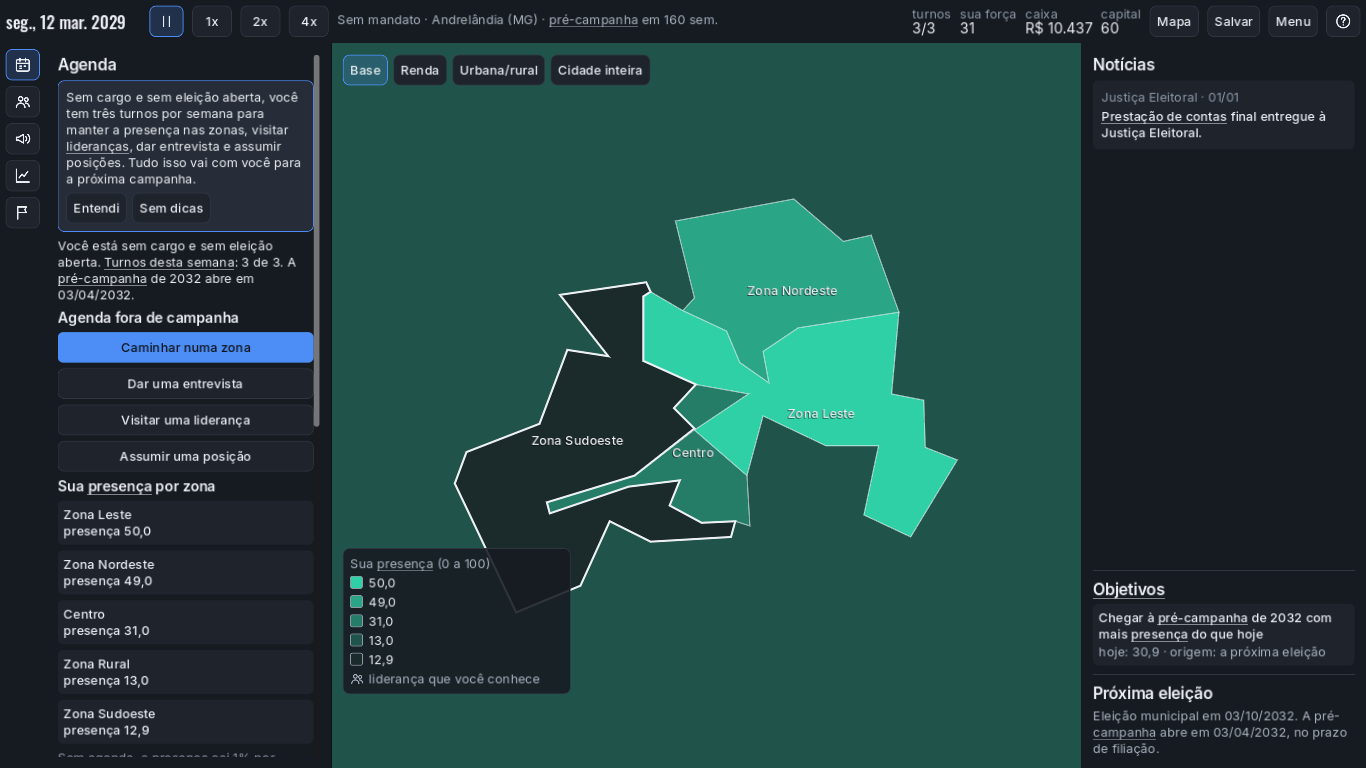 seg., 12 mar. 2029
1x
2x
4x
Sem mandato · Andrelândia (MG) · pré-campanha em 160 sem.
turnos
3/3
sua força
31
caixa
R$ 10.437
capital
60
Mapa
Salvar
Menu
Agenda
Sem cargo e sem eleição aberta, você
tem três turnos por semana para
manter a presença nas zonas, visitar
lideranças, dar entrevista e assumir
posições. Tudo isso vai com você para
a próxima campanha.
Entendi
Sem dicas
Você está sem cargo e sem eleição
aberta. Turnos desta semana: 3 de 3. A
pré-campanha de 2032 abre em
03/04/2032.
Agenda fora de campanha
Caminhar numa zona
Dar uma entrevista
Visitar uma liderança
Assumir uma posição
Sua presença por zona
Zona Leste
presença 50,0
Zona Nordeste
presença 49,0
Centro
presença 31,0
Zona Rural
presença 13,0
Zona Sudoeste
presença 12,9
Base
Renda
Urbana/rural
Cidade inteira
Zona Nordeste
Zona Leste
Zona Sudoeste
Centro
Sua presença (0 a 100)
50,0
49,0
31,0
13,0
12,9
liderança que você conhece
Notícias
Justiça Eleitoral · 01/01
Prestação de contas final entregue à
Justiça Eleitoral.
Objetivos
Chegar à pré-campanha de 2032 com
mais presença do que hoje
hoje: 30,9 · origem: a próxima eleição
Próxima eleição
Eleição municipal em 03/10/2032. A pré-
campanha abre em 03/04/2032, no prazo
de filiação.